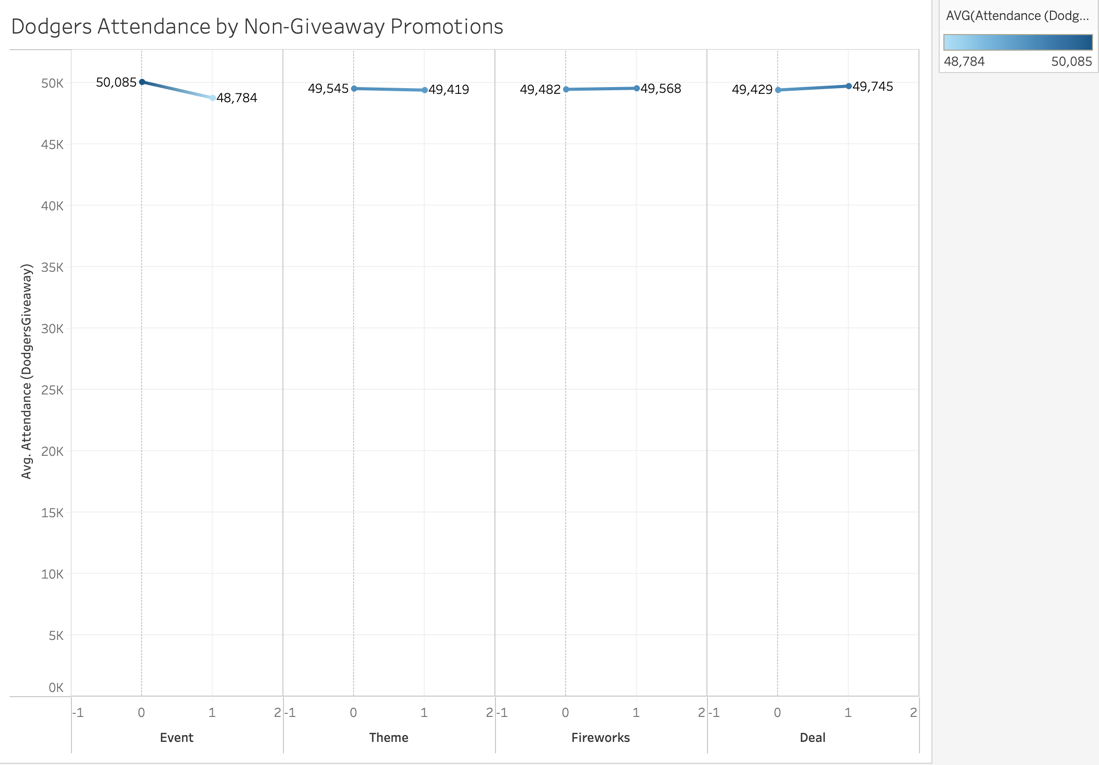 Dodgers Attendance by Non-Giveaway Promotions
AVG(Attendance (Dodg...
48,784 50,085
Avg. Attendance (DodgersGiveaway)
50K
45K
40K
35K
30K
25K
20K
15K
10K
5K
0K
50,085 48,784
49,545 49,419
49,482 49,568
49,429 49,745
-1 0 1 2 -1 0 1 2 -1 0 1 2 -1 0 1 2
Event Theme Fireworks Deal